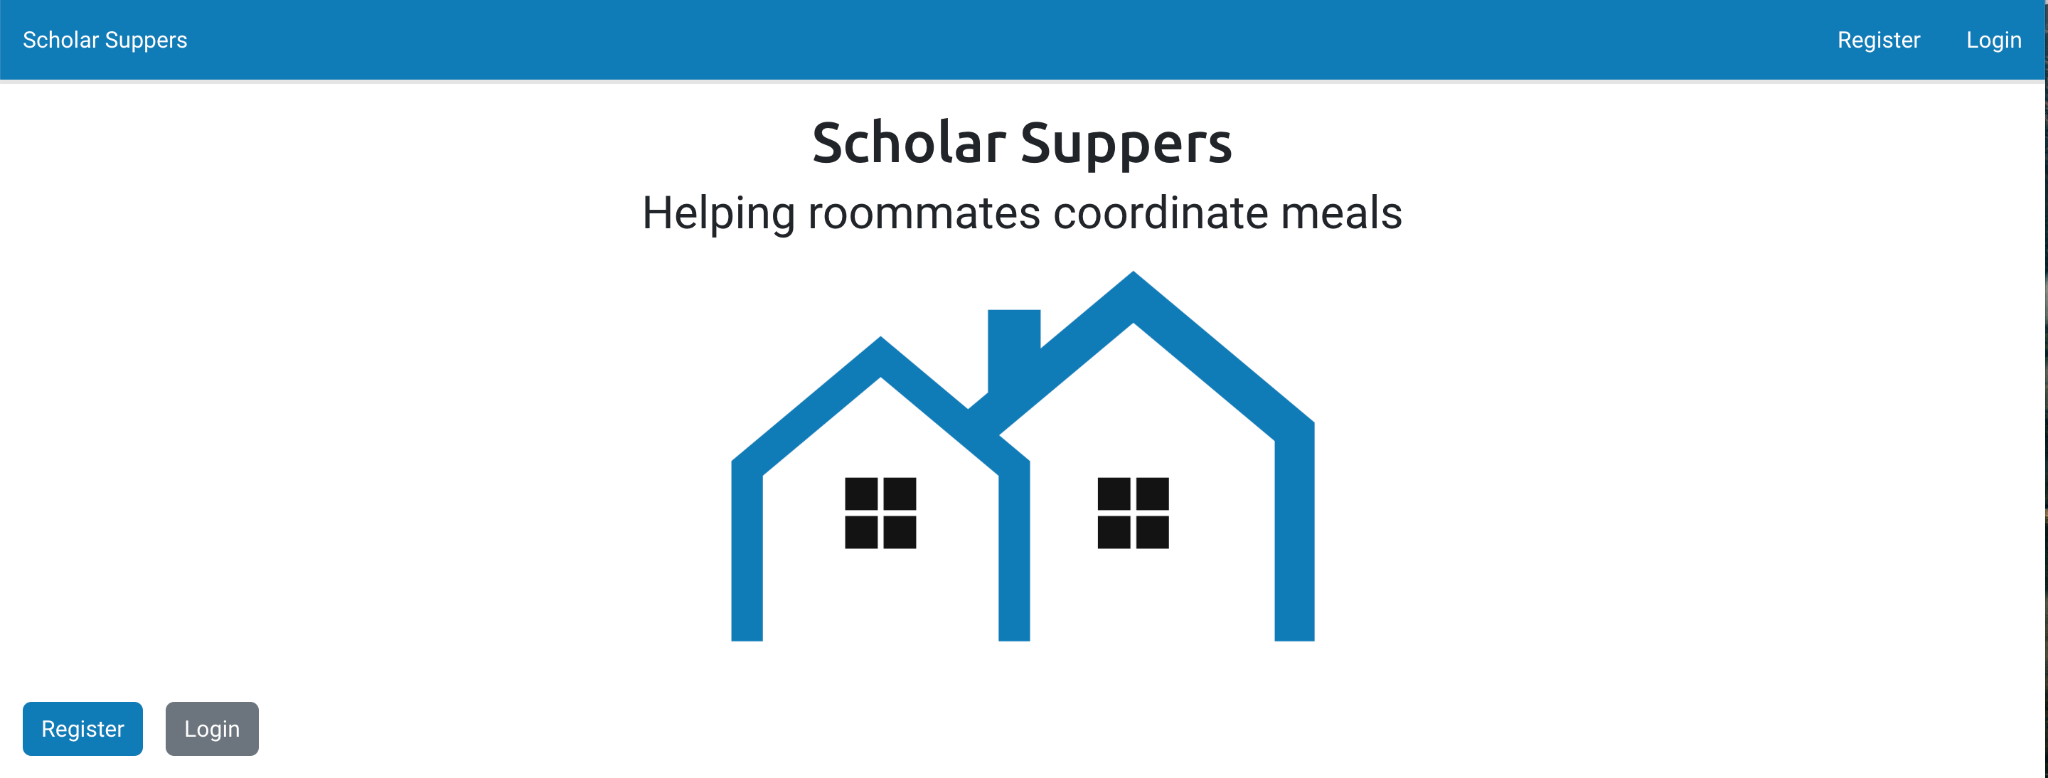 Scholar Suppers Register Login
Scholar Suppers
Helping roommates coordinate meals
Register Login